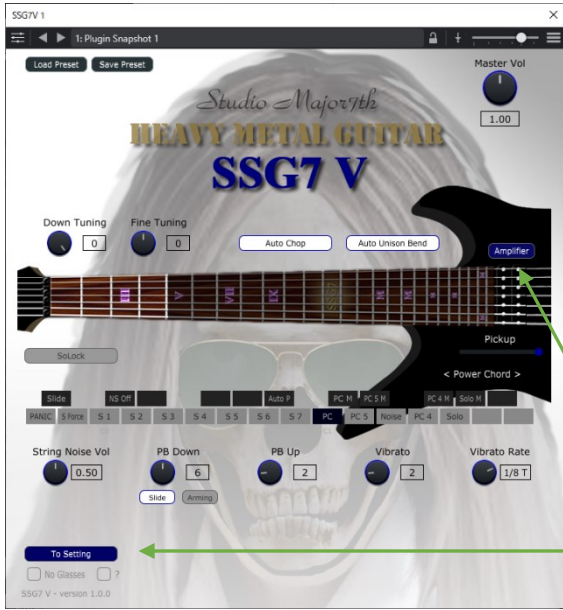 SSG7V 1
1: Plugin Snapshot 1
Load Preset Save Preset
Master Vol
1.00
Studio Major7th
HEAVY METAL GUITAR
SSG7 V
Down Tuning Fine Tuning
0 0
Auto Chop Auto Unison Bend
Amplifier
III V VII IX SSG7 M M
Pickup
SoLock
< Power Chord >
Slide NS Off Auto P PC M PC 5 M PC 4 M Solo M
PANIC S Force S 1 S 2 S 3 S 4 S 5 S 6 S 7 PC PC 5 Noise PC 4 Solo
String Noise Vol PB Down PB Up Vibrato Vibrato Rate
0.50 6 2 2 1/8 T
Slide Arming
To Setting
No Glasses ?
SSG7 V - version 1.0.0